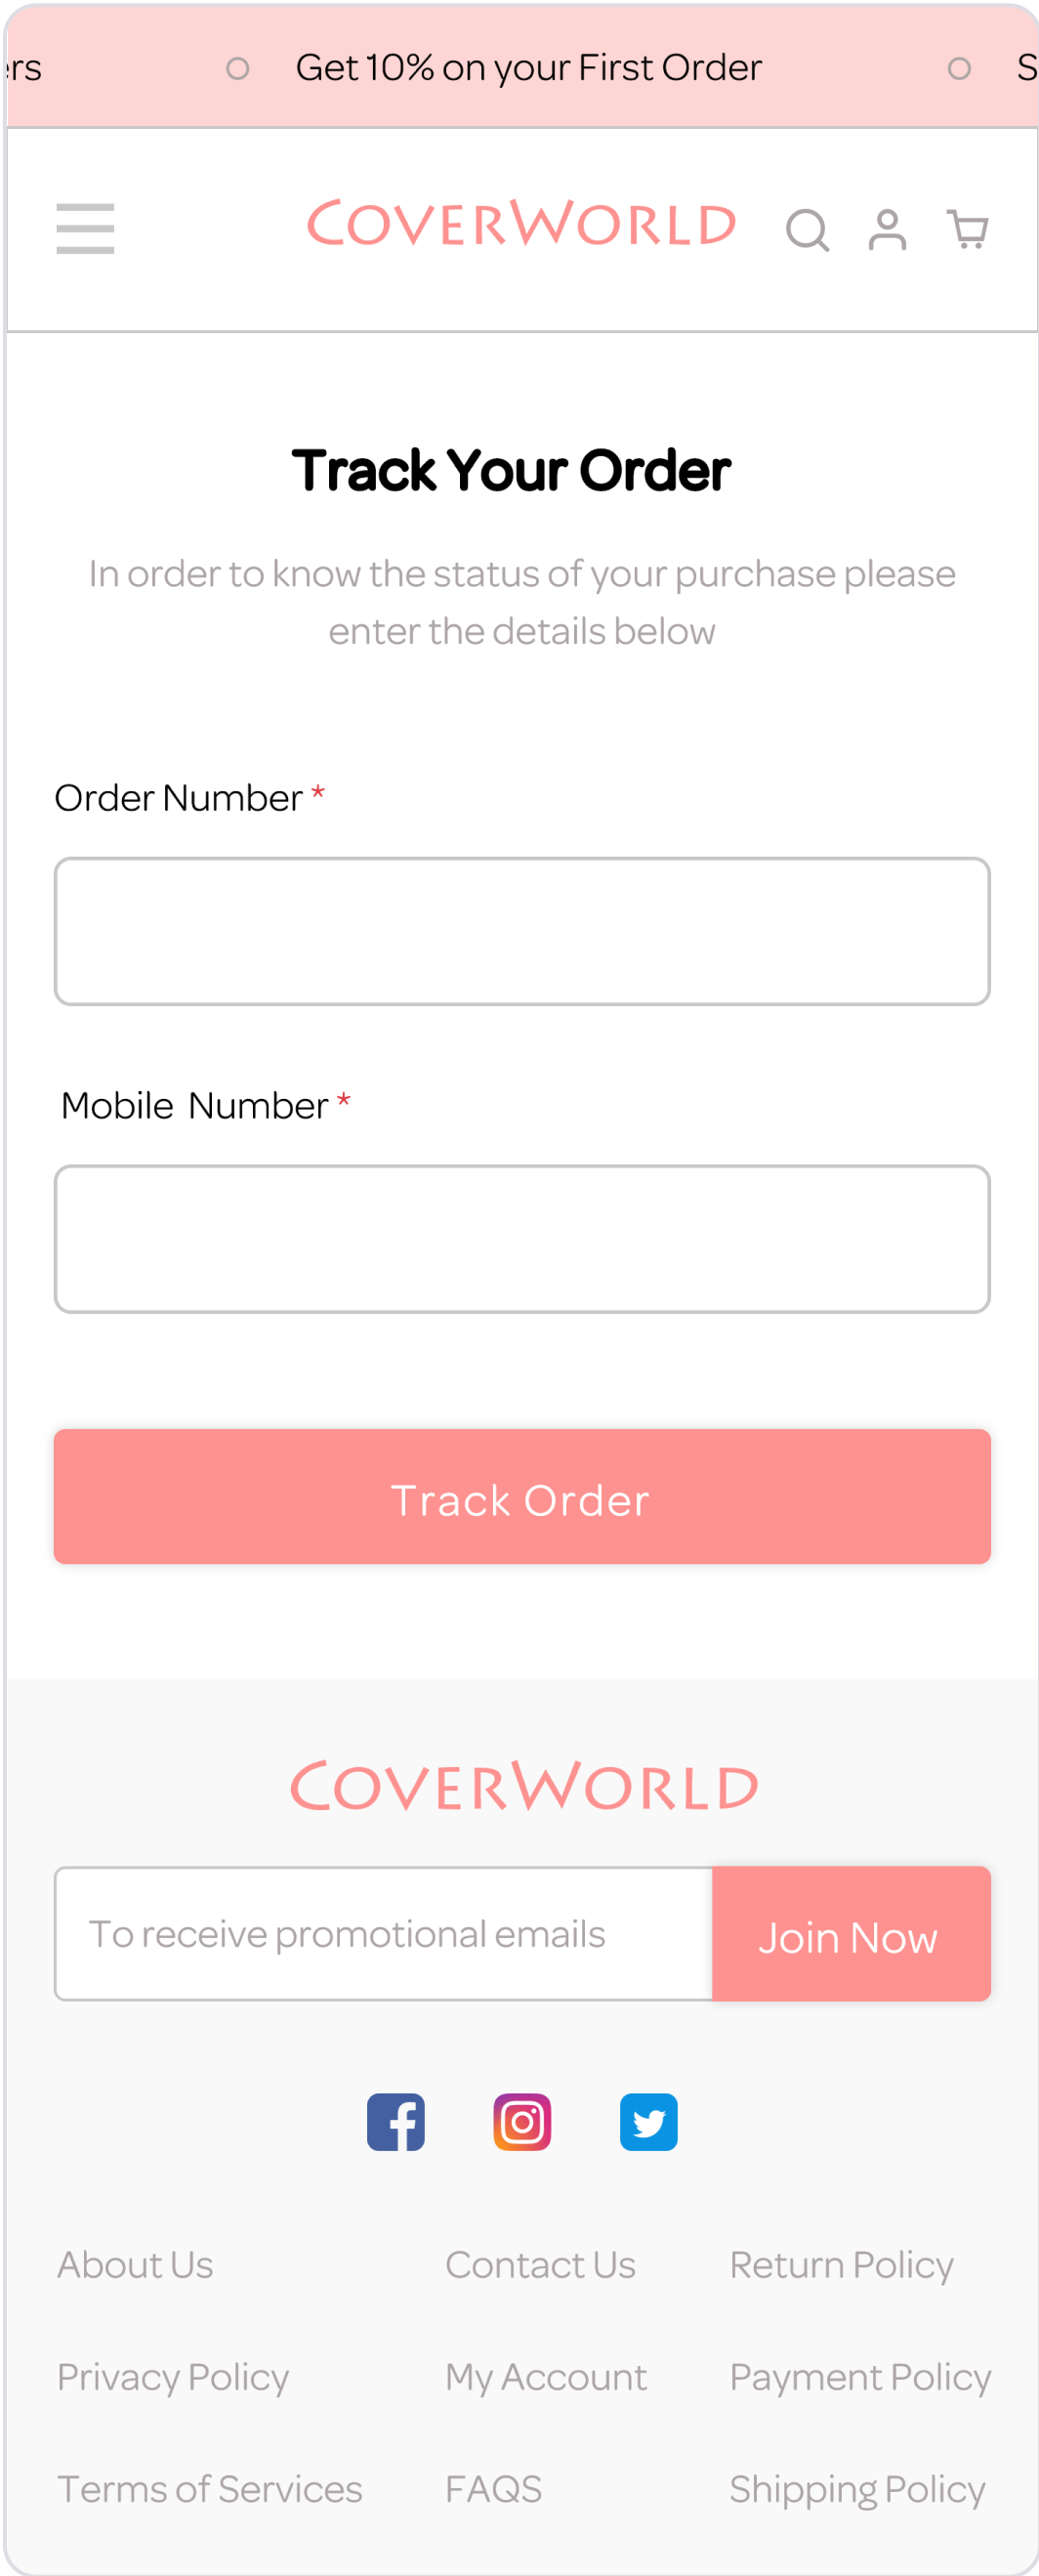 ers Get 10% on your First Order S
CoverWorld
Track Your Order
In order to know the status of your purchase please
enter the details below
Order Number *
Mobile Number *
Track Order
CoverWorld
To receive promotional emails Join Now
About Us Contact Us Return Policy
Privacy Policy My Account Payment Policy
Terms of Services FAQS Shipping Policy